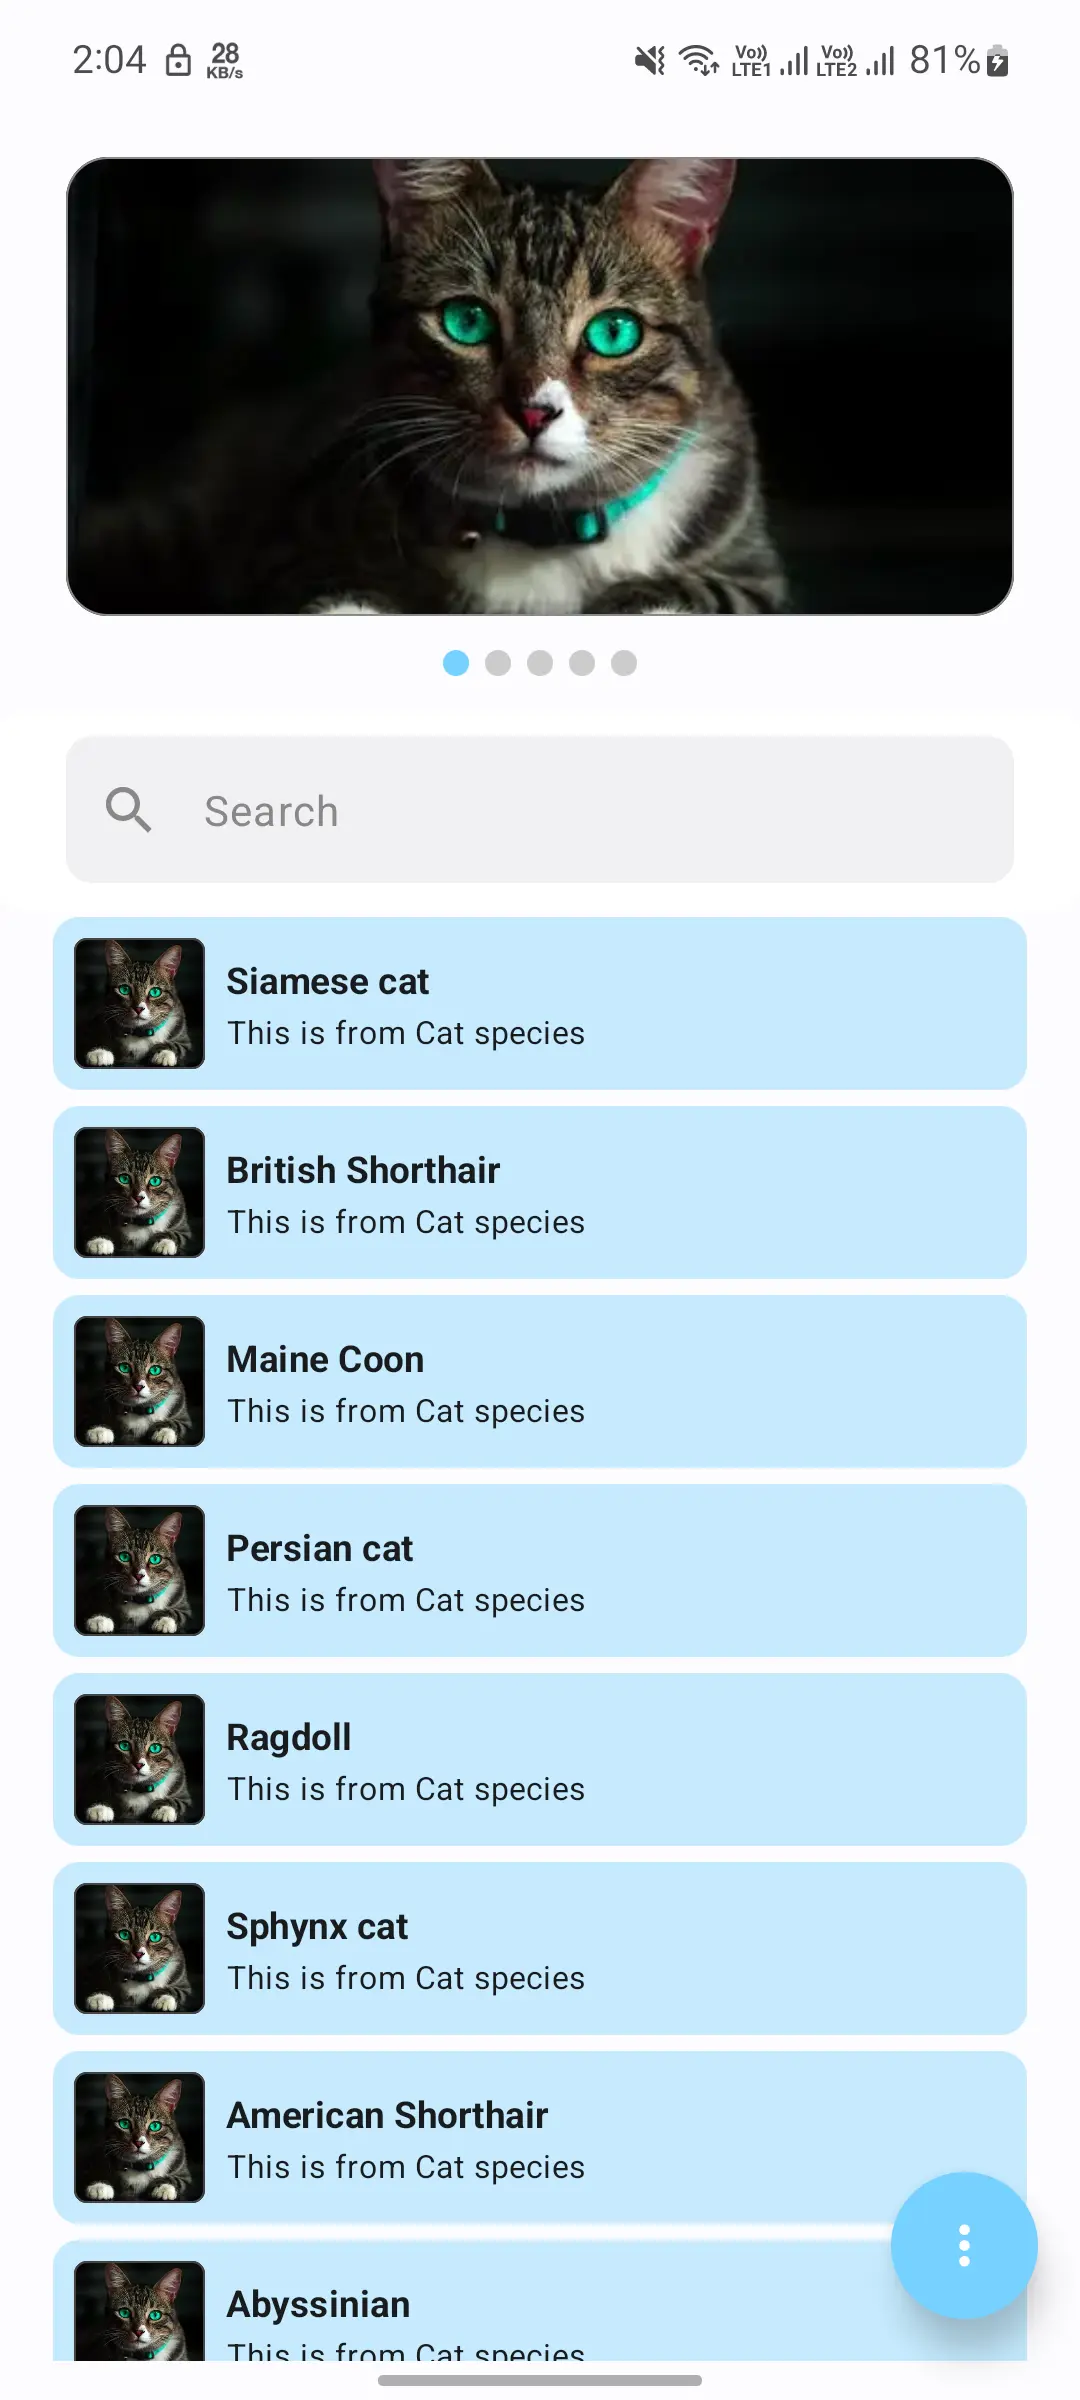 2:04 28 KB/s Vo)) LTE1 Vo)) LTE2 81%
Search
Siamese cat
This is from Cat species
British Shorthair
This is from Cat species
Maine Coon
This is from Cat species
Persian cat
This is from Cat species
Ragdoll
This is from Cat species
Sphynx cat
This is from Cat species
American Shorthair
This is from Cat species
Abyssinian
This is from Cat species